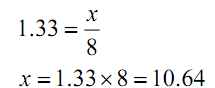 1.33 = x/8
x = 1.33 × 8 = 10.64